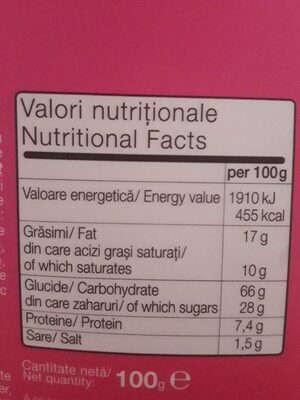 Valori nutriționale
Nutritional Facts
per 100g
Valoare energetică/ Energy value 1910 kJ
455 kcal
Grăsimi/ Fat 17 g
din care acizi grași saturați/
of which saturates 10 g
Glucide/ Carbohydrate 66 g
din care zaharuri/ of which sugars 28 g
Proteine/ Protein 7,4 g
Sare/ Salt 1,5 g
Cantitate netă/
Net quantity: 100g ℮